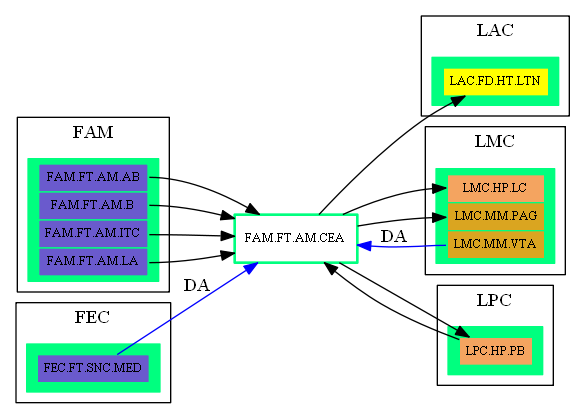 LAC
LAC.FD.HT.LTN
FAM
FAM.FT.AM.AB
FAM.FT.AM.B
FAM.FT.AM.ITC
FAM.FT.AM.LA
FAM.FT.AM.CEA
LMC
LMC.HP.LC
LMC.MM.PAG
LMC.MM.VTA
DA
DA
FEC
FEC.FT.SNC.MED
LPC
LPC.HP.PB